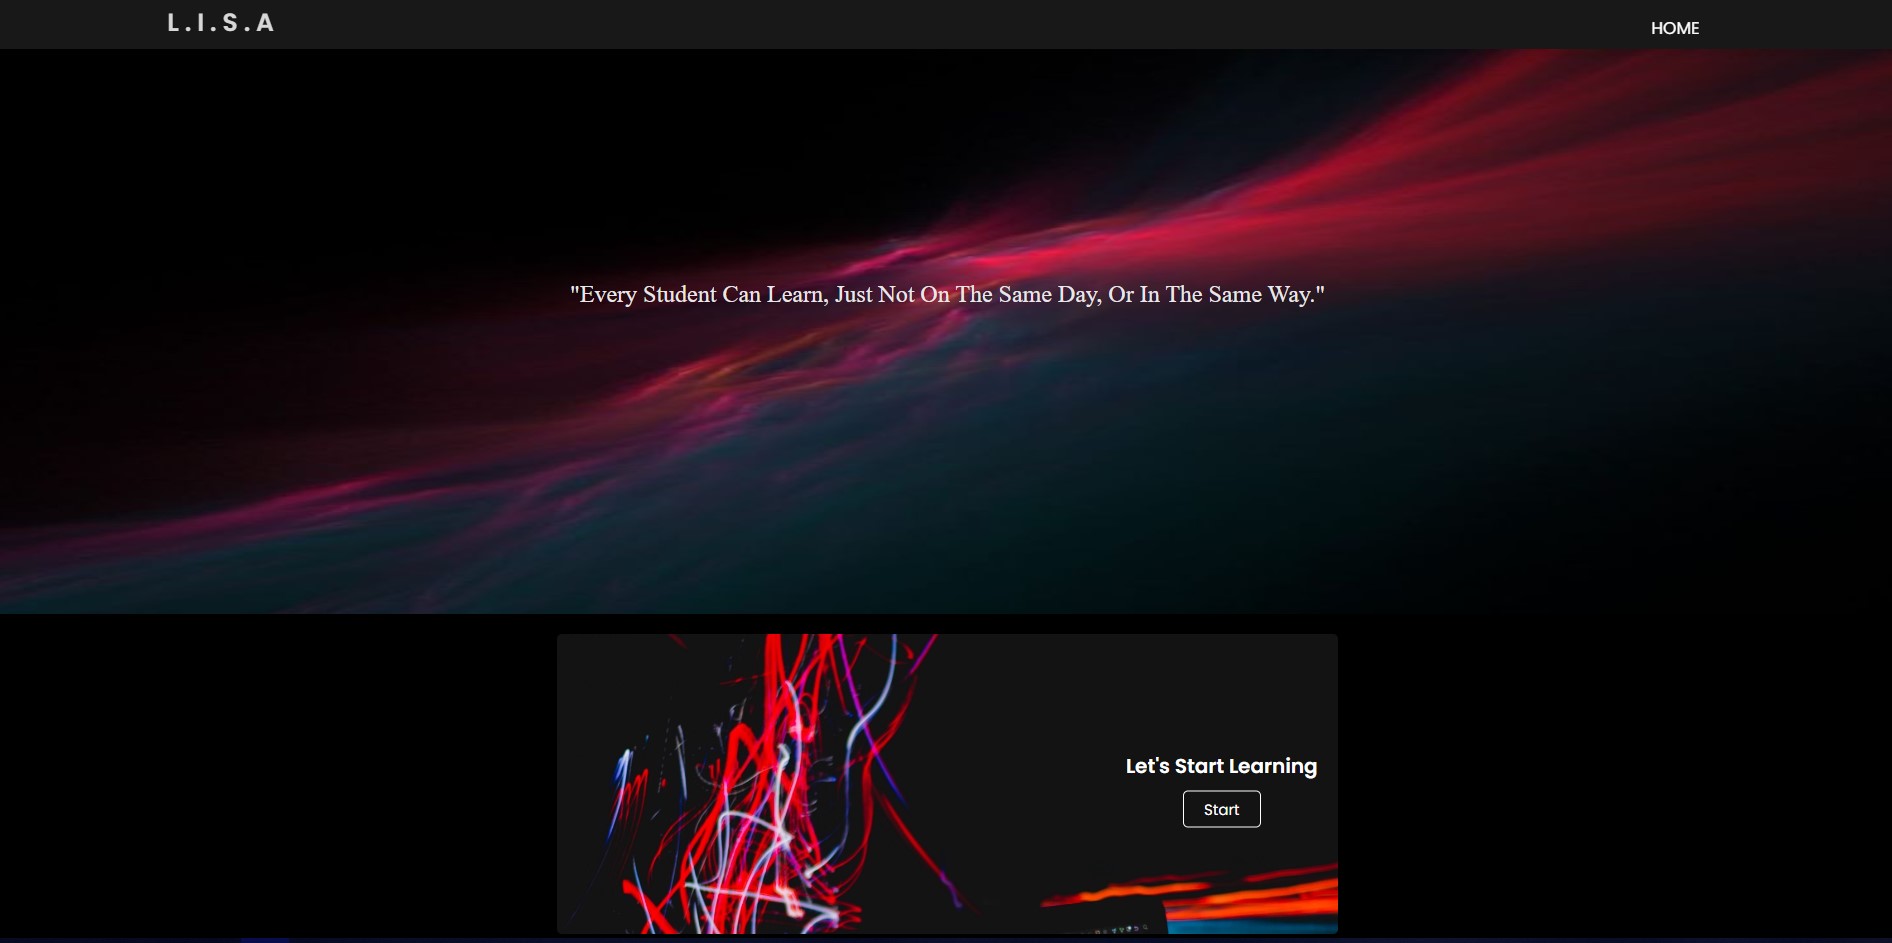 L.I.S.A
HOME
"Every Student Can Learn, Just Not On The Same Day, Or In The Same Way."
Let's Start Learning
Start